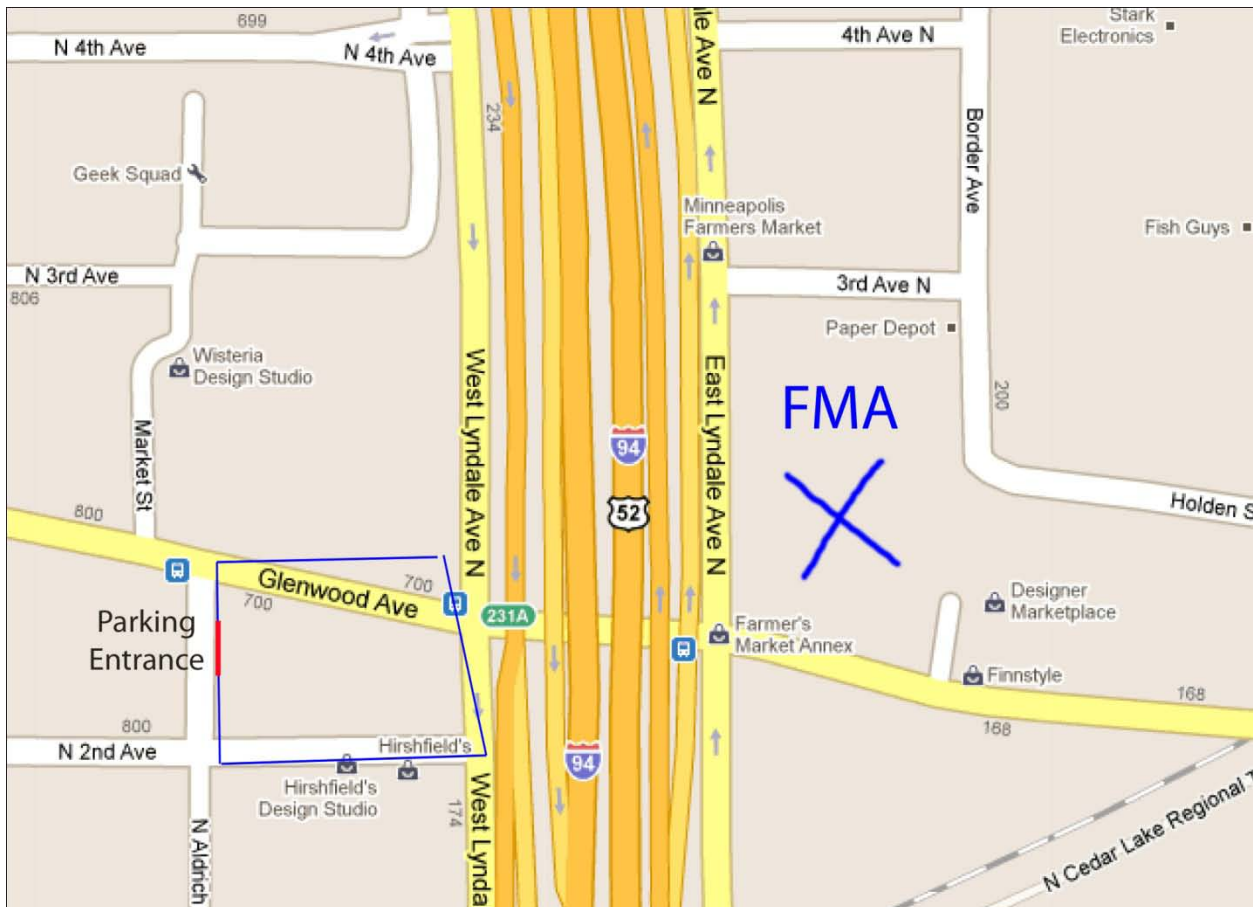 699
N 4th Ave
N 4th Ave
234
ale Ave N
4th Ave N
Stark
Electronics
Geek Squad
Border Ave
Minneapolis
Farmers Market
Fish Guys
N 3rd Ave
806
3rd Ave N
Paper Depot
Wisteria
Design Studio
West Lyndale Ave N
East Lyndale Ave N
FMA
200
94
Market St
52
Holden S
800
Glenwood Ave
700
700
231A
Parking
Entrance
Designer
Marketplace
Farmer's
Market Annex
Finnstyle
168
168
800
N 2nd Ave
Hirshfield's
Hirshfield's
Design Studio
94
174
West Lynda
N Aldrich
N Cedar Lake Regional T